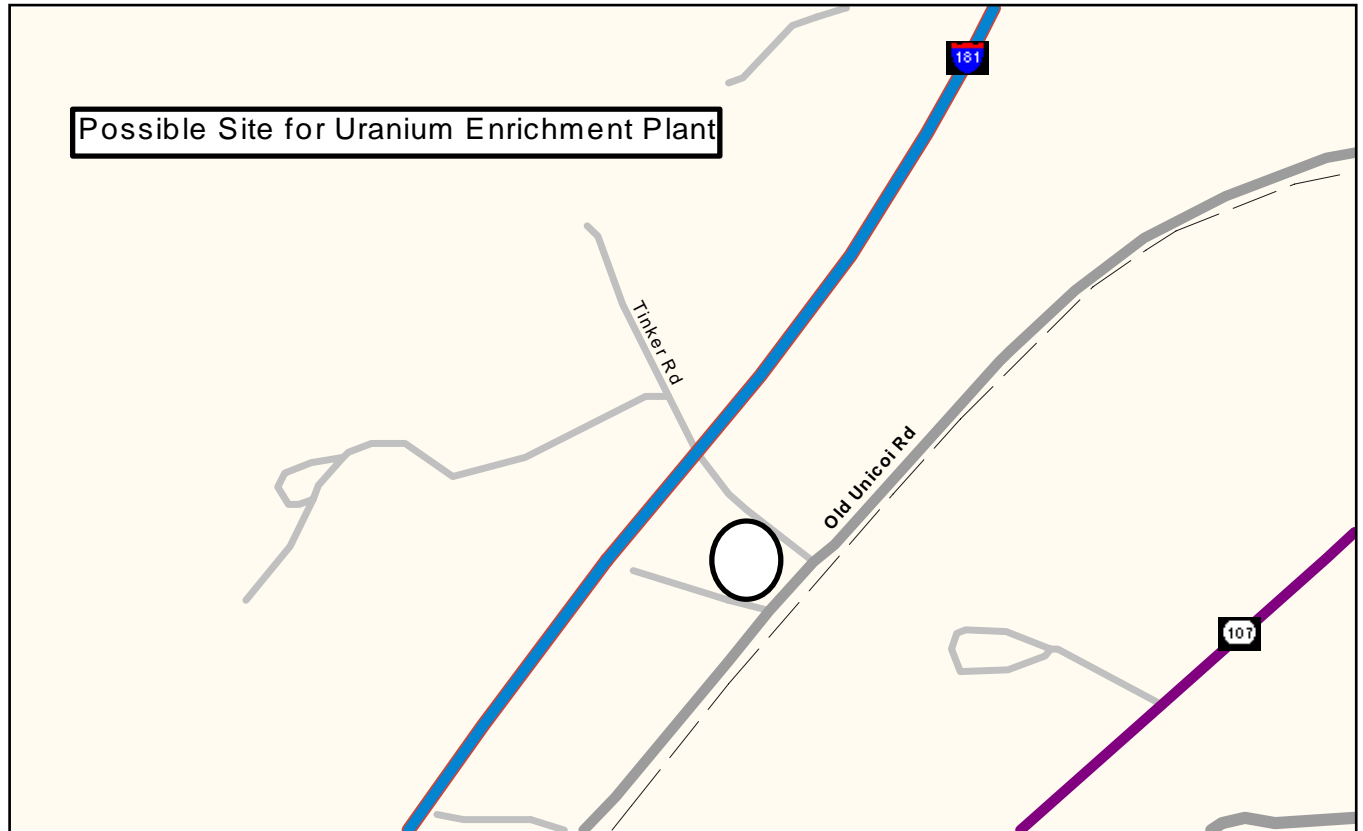 181
Possible Site for Uranium Enrichment Plant
Tinker Rd
Old Unicoi Rd
107